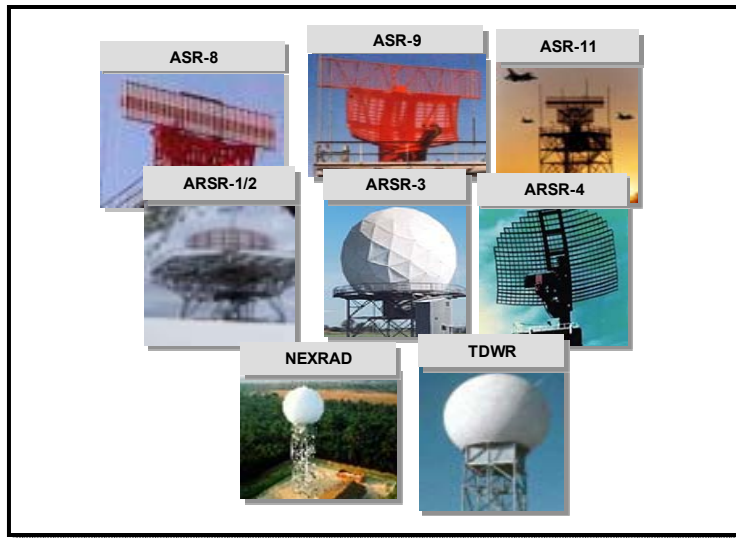 ASR-8
ASR-9
ASR-11
ARSR-1/2
ARSR-3
ARSR-4
NEXRAD
TDWR